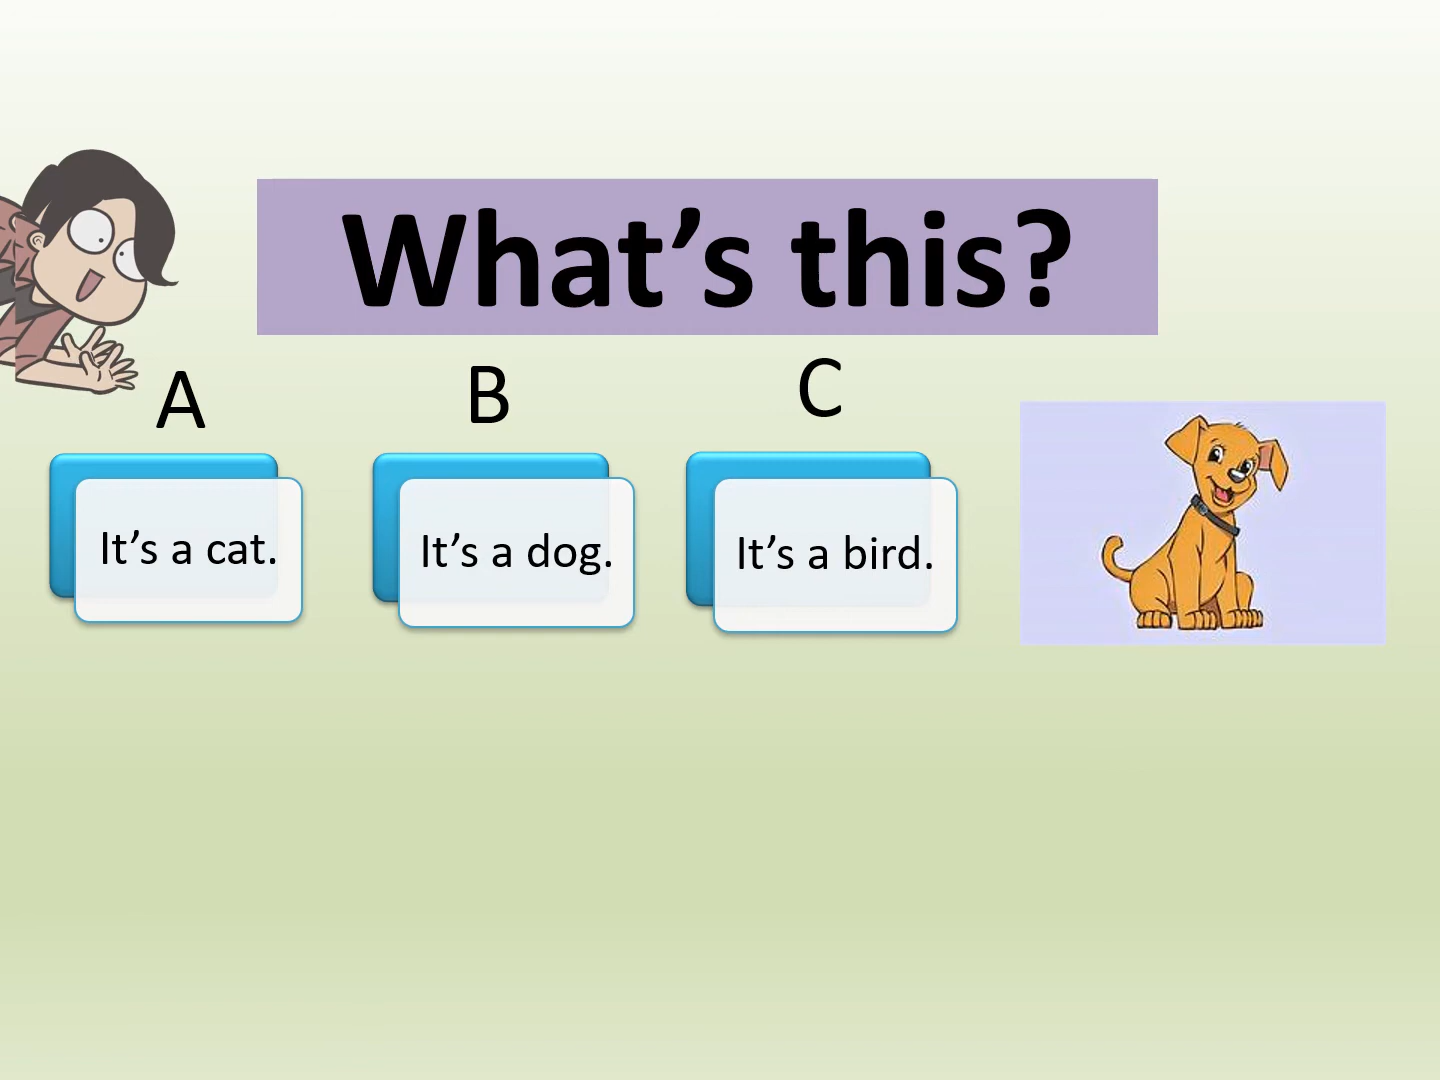 What’s this?
A
B
C
It’s a cat.
It’s a dog.
It’s a bird.